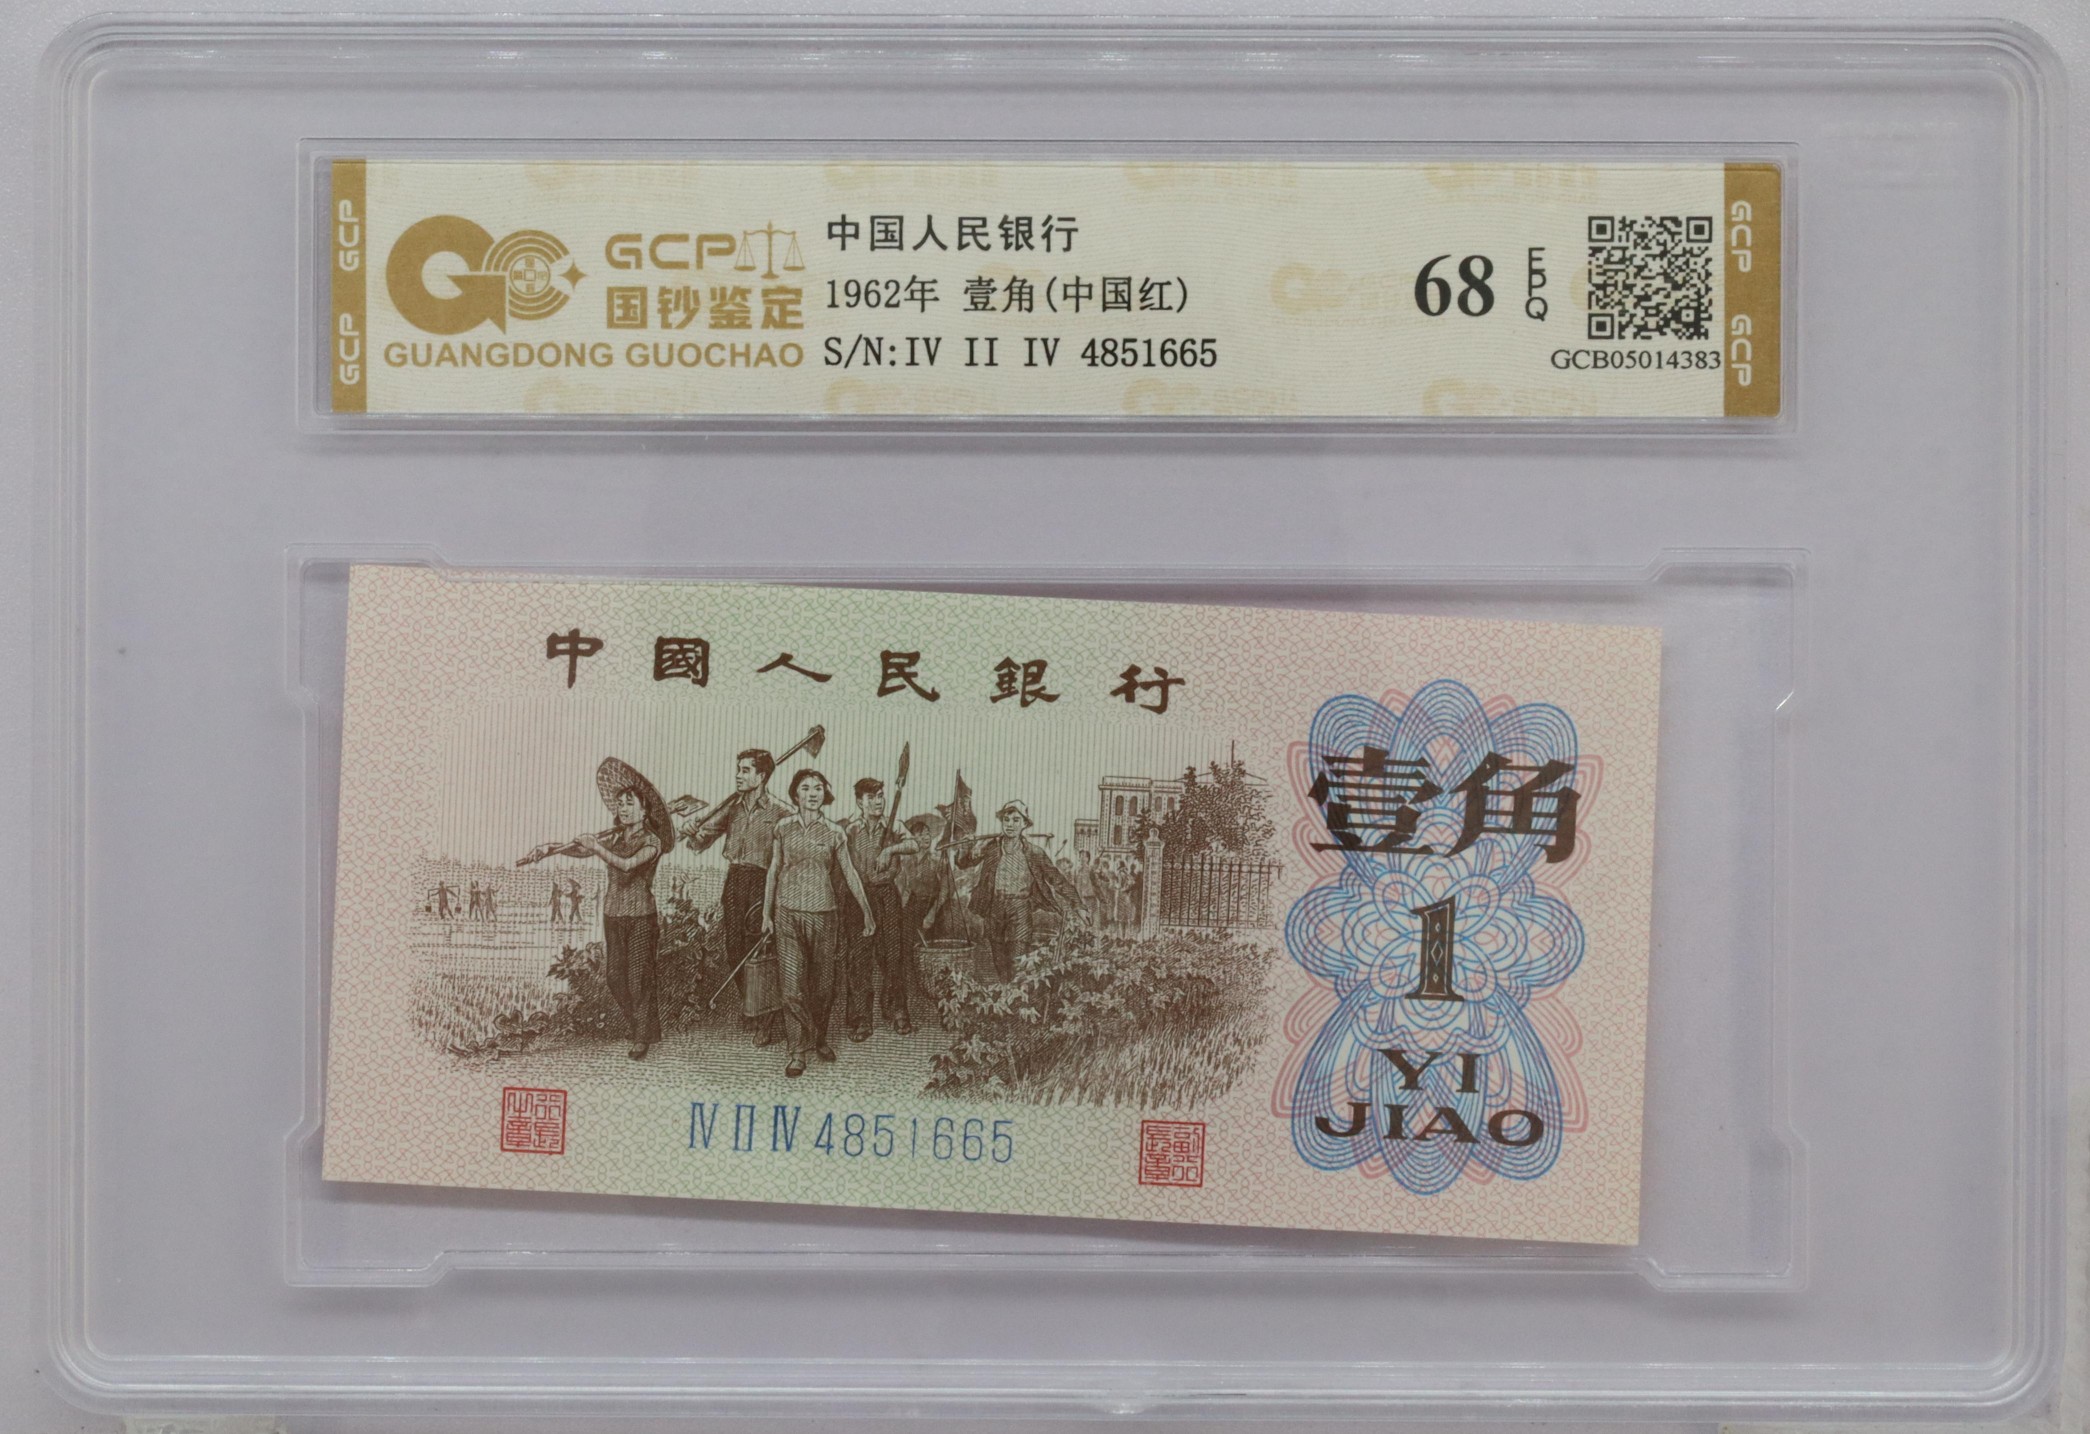 GCP
GCP
GCP
国钞鉴定
GUANGDONG GUOCHAO
中国人民银行
1962年 壹角(中国红)
S/N:IV II IV 4851665
68
EPQ
GCB05014383
GCP
GCP
中國人民銀行
壹角
1
YI
JIAO
IV II IV 4851665